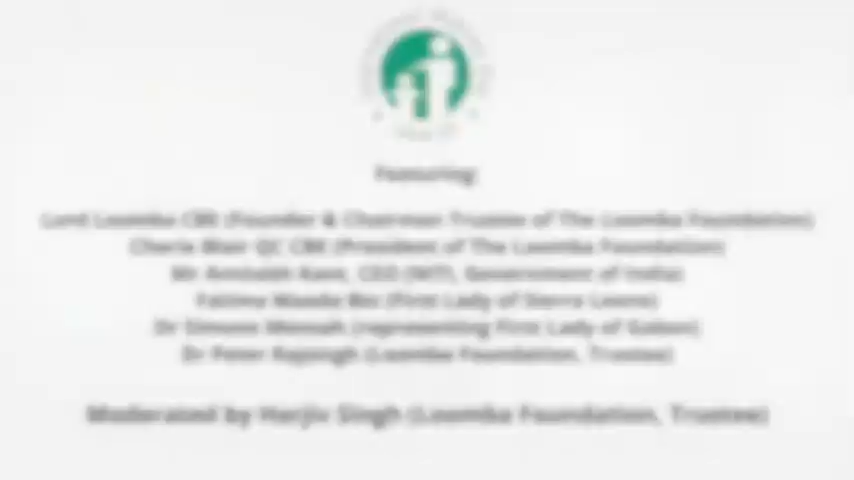 Featuring
Lord Loomba CBE (Founder & Chairman Trustee of The Loomba Foundation)
Cherie Blair QC CBE (President of The Loomba Foundation)
Mr Amitabh Kant, CEO (NITI, Government of India)
Fatima Maada Bio (First Lady of Sierra Leone)
Dr Simone Mensah (representing First Lady of Gabon)
Dr Peter (Loomba Foundation, Trustee)
Moderated by Harjiv Singh (Loomba Foundation, Trustee)